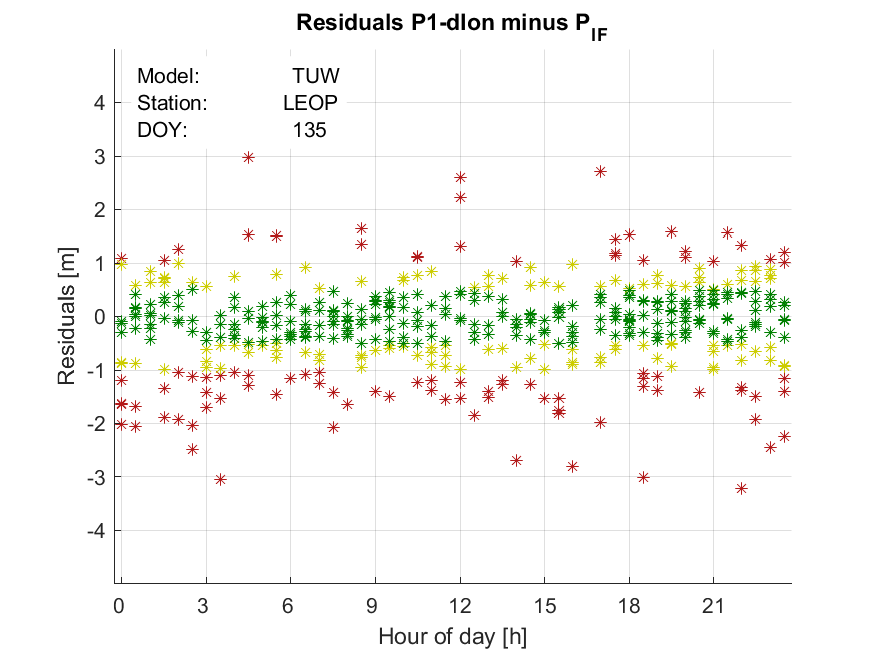 Residuals P1-dIon minus P_IF
Model: TUW
Station: LEOP
DOY: 135
4
3
2
1
0
-1
-2
-3
-4
Residuals [m]
0 3 6 9 12 15 18 21
Hour of day [h]